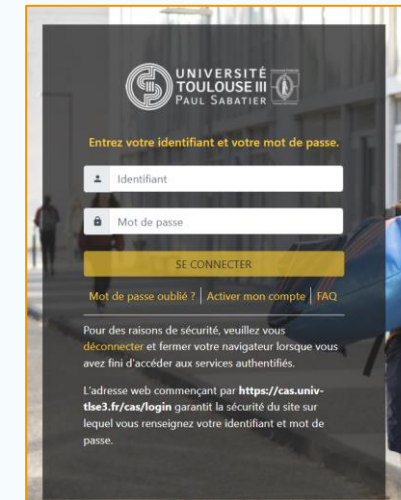 UNIVERSITÉ
TOULOUSE III
PAUL SABATIER
Entrez votre identifiant et votre mot de passe.
Identifiant
Mot de passe
SE CONNECTER
Mot de passe oublié ? | Activer mon compte | FAQ
Pour des raisons de sécurité, veuillez vous
déconnecter et fermer votre navigateur lorsque vous
avez fini d'accéder aux services authentifiés.
L'adresse web commençant par https://cas.univ-
tlse3.fr/cas/login garantit la sécurité du site sur
lequel vous renseignez votre identifiant et mot de
passe.